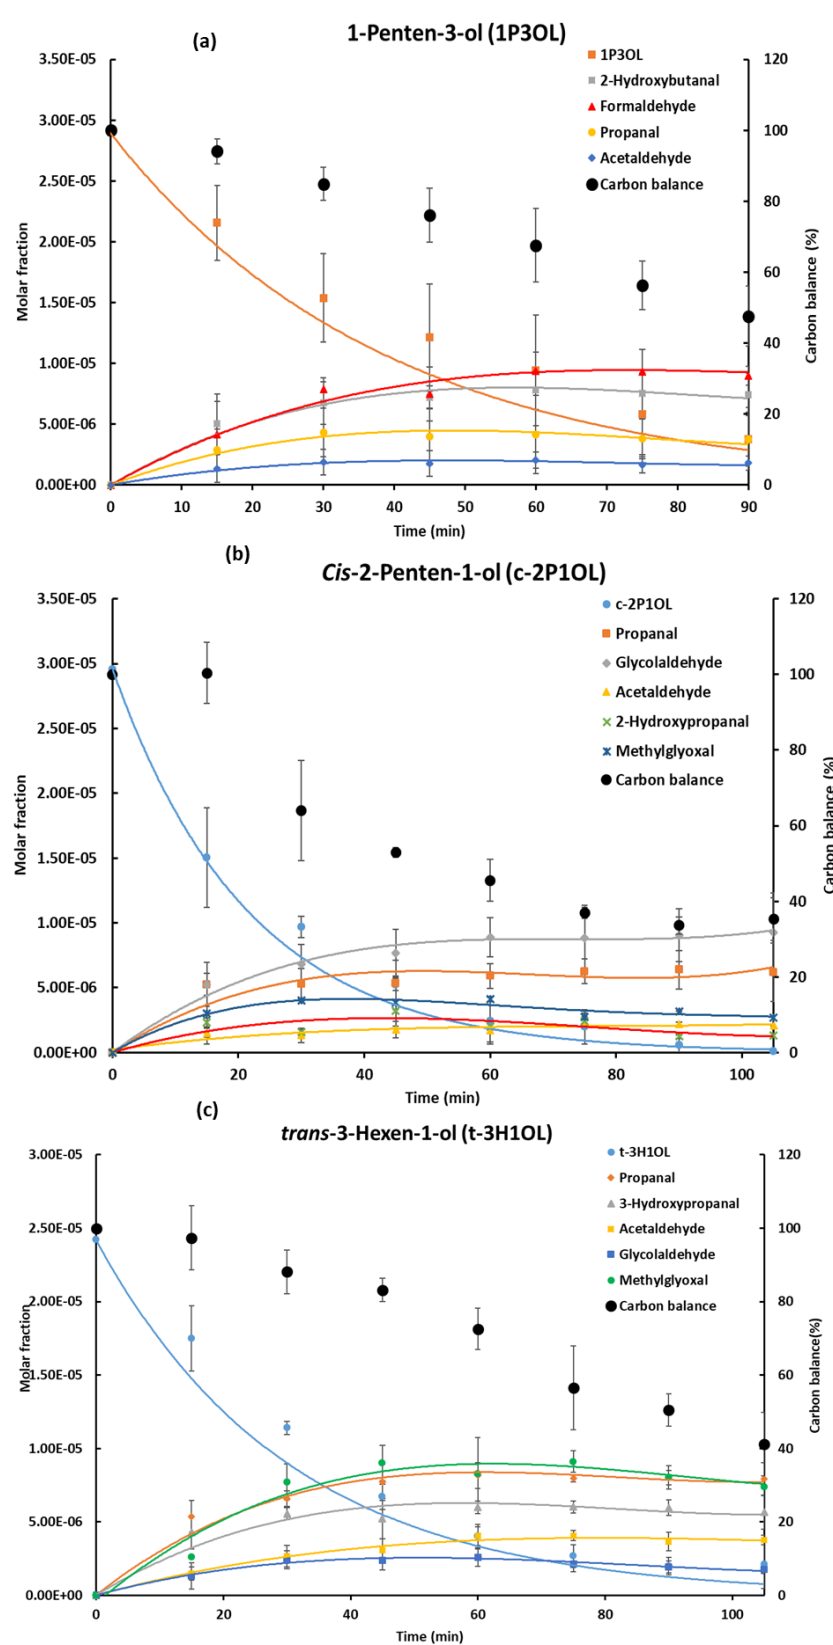 (a)
1-Penten-3-ol (1P3OL)
3.50E-05
3.00E-05
2.50E-05
2.00E-05
1.50E-05
1.00E-05
5.00E-06
0.00E+00
Molar fraction
1P3OL
2-Hydroxybutanal
Formaldehyde
Propanal
Acetaldehyde
Carbon balance
120
100
80
60
40
20
0
Carbon balance (%)
0 10 20 30 40 50 60 70 80 90
Time (min)
(b)
Cis-2-Penten-1-ol (c-2P1OL)
3.50E-05
3.00E-05
2.50E-05
2.00E-05
1.50E-05
1.00E-05
5.00E-06
0.00E+00
Molar fraction
c-2P1OL
Propanal
Glycolaldehyde
Acetaldehyde
2-Hydroxypropanal
Methylglyoxal
Carbon balance
120
100
80
60
40
20
0
Carbon balance (%)
0 20 40 60 80 100
Time (min)
(c)
trans-3-Hexen-1-ol (t-3H1OL)
3.00E-05
2.50E-05
2.00E-05
1.50E-05
1.00E-05
5.00E-06
0.00E+00
Molar fraction
t-3H1OL
Propanal
3-Hydroxypropanal
Acetaldehyde
Glycolaldehyde
Methylglyoxal
Carbon balance
120
100
80
60
40
20
0
Carbon balance(%)
0 20 40 60 80 100
Time (min)